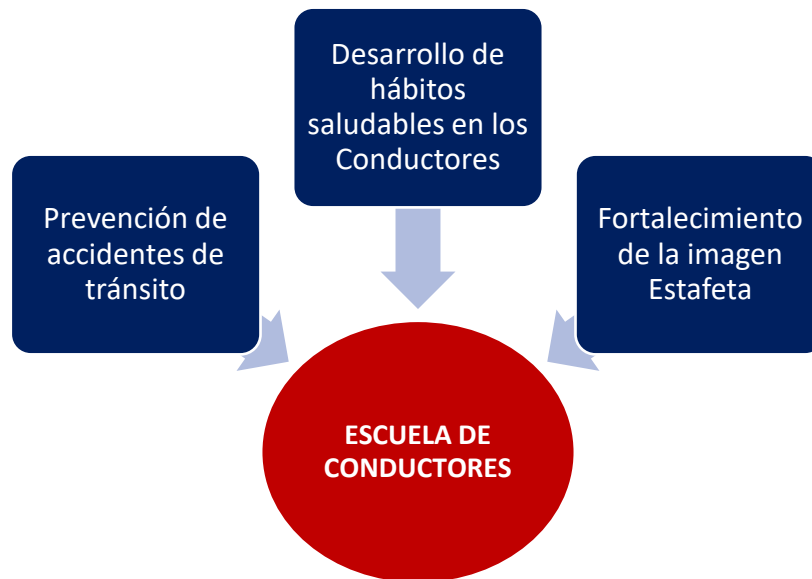 Desarrollo de
hábitos
saludables en los
Conductores
Prevención de
accidentes de
tránsito
Fortalecimiento
de la imagen
Estafeta
ESCUELA DE
CONDUCTORES